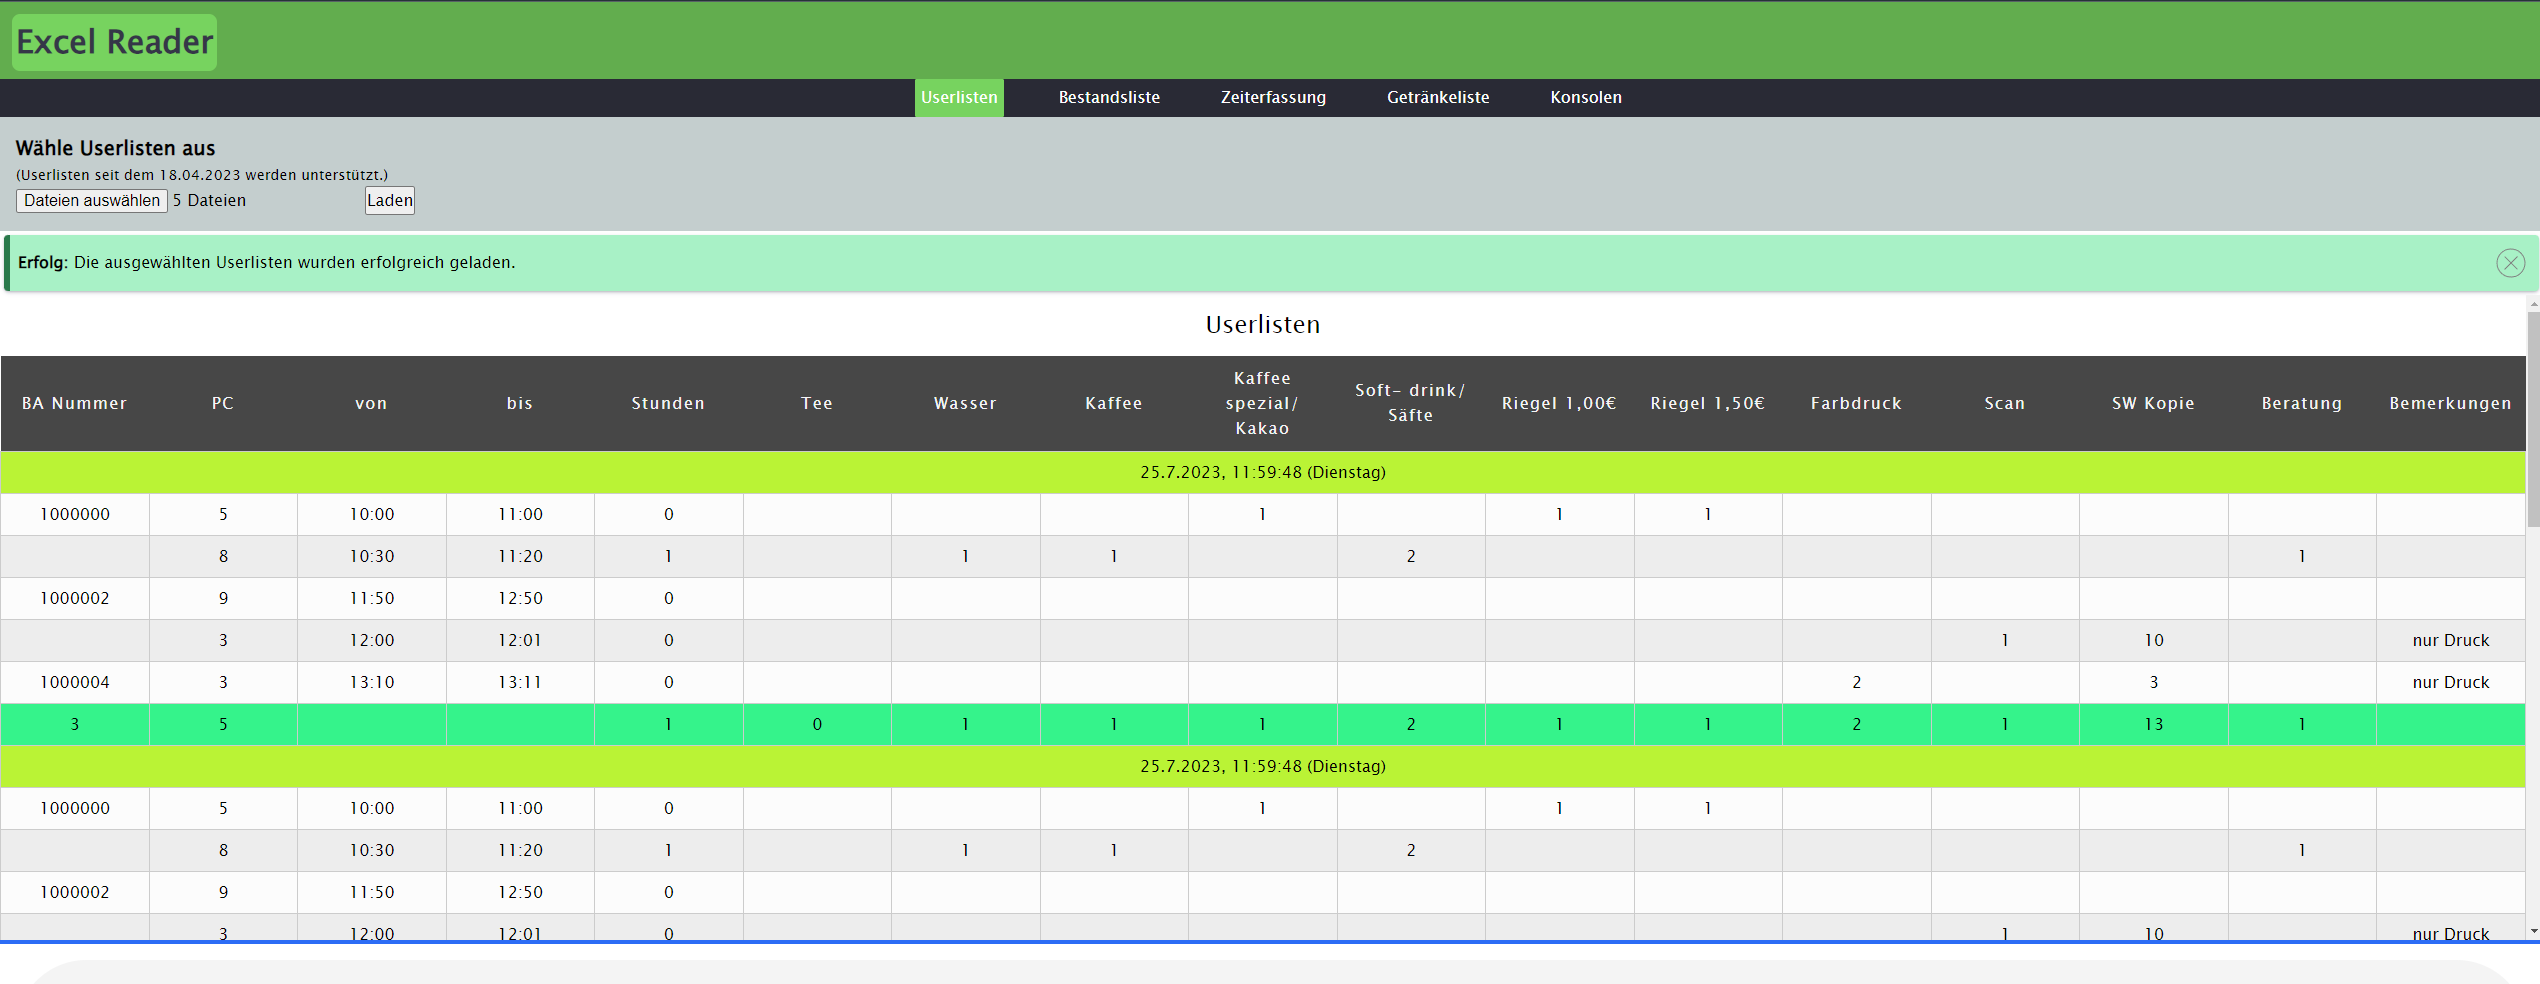 Excel Reader
Userlisten Bestandsliste Zeiterfassung Getränkeliste Konsolen
Wähle Userlisten aus
(Userlisten seit dem 18.04.2023 werden unterstützt.)
Dateien auswählen 5 Dateien Laden
Erfolg: Die ausgewählten Userlisten wurden erfolgreich geladen.
Userlisten
BA Nummer PC von bis Stunden Tee Wasser Kaffee Kaffee spezial/ Kakao Soft- drink/ Säfte Riegel 1,00€ Riegel 1,50€ Farbdruck Scan SW Kopie Beratung Bemerkungen
25.7.2023, 11:59:48 (Dienstag)
1000000 5 10:00 11:00 0 1 1 1
8 10:30 11:20 1 1 1 2 1
1000002 9 11:50 12:50 0
3 12:00 12:01 0 1 10 nur Druck
1000004 3 13:10 13:11 0 2 3 nur Druck
3 5 1 0 1 1 1 2 1 1 2 1 13 1
25.7.2023, 11:59:48 (Dienstag)
1000000 5 10:00 11:00 0 1 1 1
8 10:30 11:20 1 1 1 2 1
1000002 9 11:50 12:50 0
3 12:00 12:01 0 1 10 nur Druck